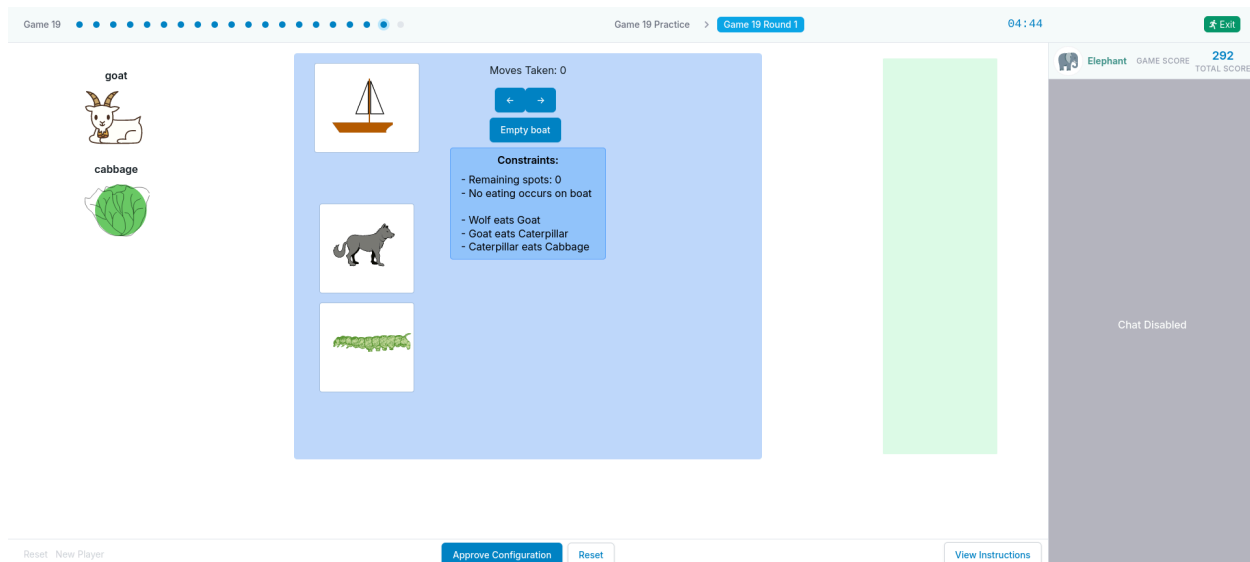 Game 19
Game 19 Practice > Game 19 Round 1
04:44
Exit
goat
cabbage
Moves Taken: 0
← →
Empty boat
Constraints:
- Remaining spots: 0
- No eating occurs on boat
- Wolf eats Goat
- Goat eats Caterpillar
- Caterpillar eats Cabbage
Elephant GAME SCORE 292
TOTAL SCORE
Chat Disabled
Reset New Player
Approve Configuration Reset
View Instructions